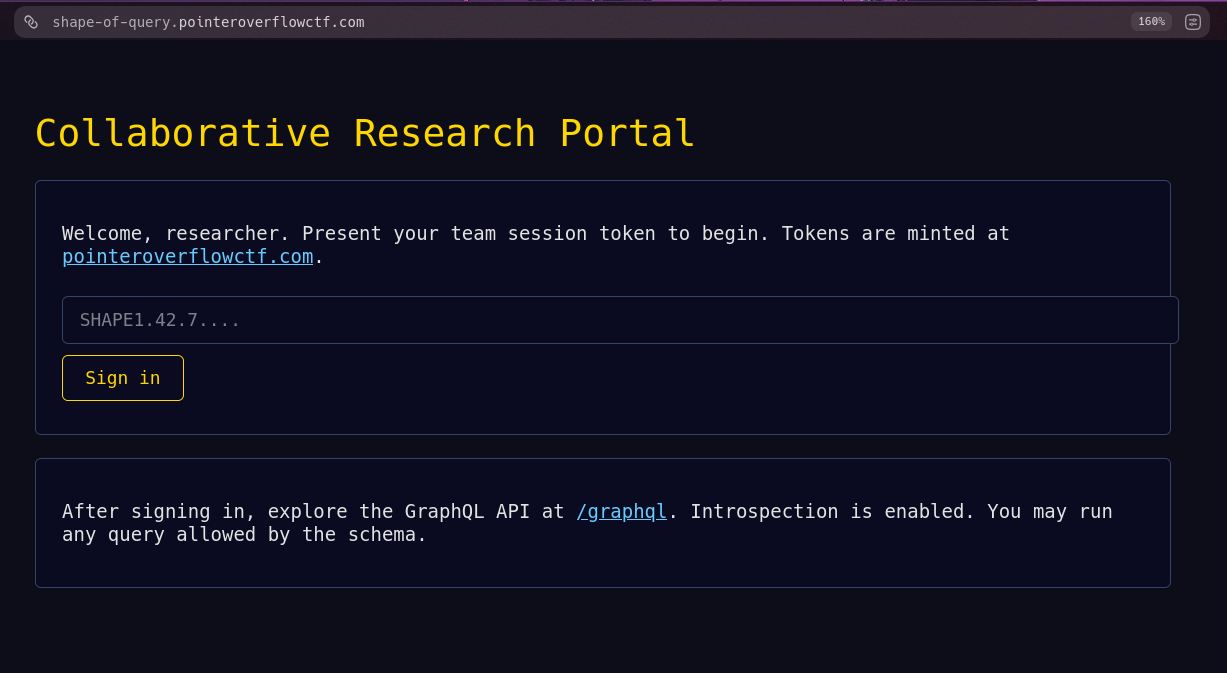 shape-of-query.pointeroverflowctf.com
160%
Collaborative Research Portal
Welcome, researcher. Present your team session token to begin. Tokens are minted at
pointeroverflowctf.com.
SHAPE1.42.7....
Sign in
After signing in, explore the GraphQL API at /graphql. Introspection is enabled. You may run
any query allowed by the schema.